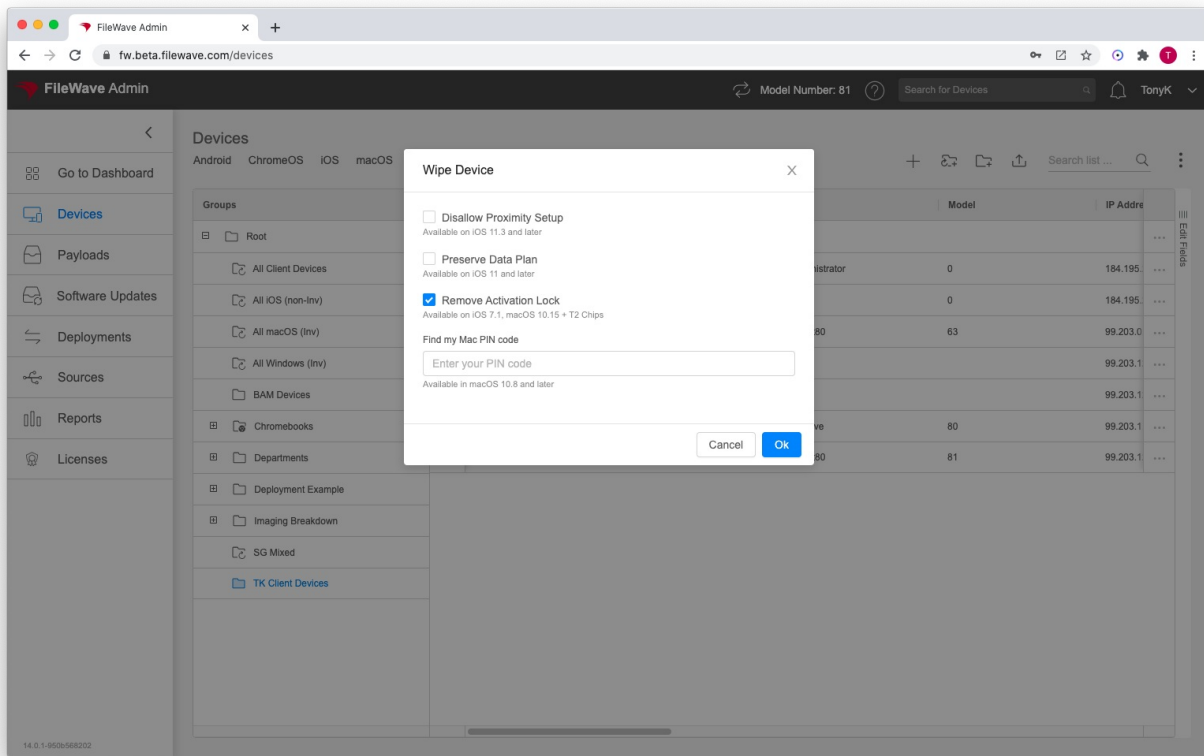 FileWave Admin
fw.beta.filewave.com/devices
T
FileWave Admin
Model Number: 81
Search for Devices
TonyK
Devices
Android ChromeOS iOS macOS
Search list ...
Go to Dashboard
Devices
Payloads
Software Updates
Deployments
Sources
Reports
Licenses
Groups
Root
All Client Devices
All iOS (non-Inv)
All macOS (Inv)
All Windows (Inv)
BAM Devices
Chromebooks
Departments
Deployment Example
Imaging Breakdown
SG Mixed
TK Client Devices
Wipe Device
Disallow Proximity Setup
Available on iOS 11.3 and later
Preserve Data Plan
Available on iOS 11 and later
Remove Activation Lock
Available on iOS 7.1, macOS 10.15 + T2 Chips
Find my Mac PIN code
Enter your PIN code
Available in macOS 10.8 and later
Cancel Ok
Model IP Addre
Edit Fields
nistrator 0 184.195.
0 184.195.
80 63 99.203.0
99.203.1
99.203.1
ve 80 99.203.1
80 81 99.203.1
14.0.1-950b568202